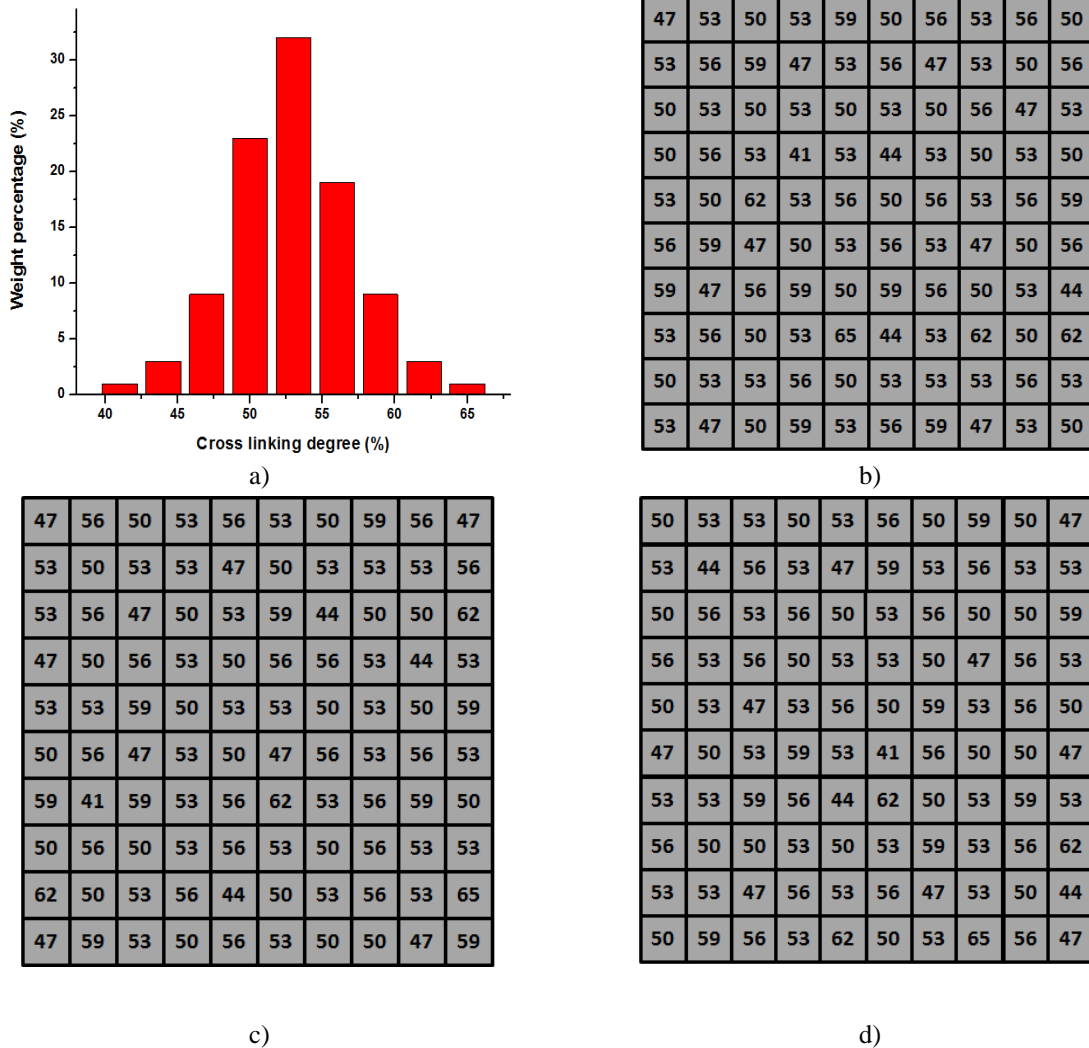 35
30
25
20
15
10
5
0
Weight percentage (%)
40 45 50 55 60 65
Cross linking degree (%)
a)
47 53 50 53 59 50 56 53 56 50
53 56 59 47 53 56 47 53 50 56
50 53 50 53 50 53 50 56 47 53
50 56 53 41 53 44 53 50 53 50
53 50 62 53 56 50 56 53 56 59
56 59 47 50 53 56 53 47 50 56
59 47 56 59 50 59 56 50 53 44
53 56 50 53 65 44 53 62 50 62
50 53 53 56 50 53 53 53 56 53
53 47 50 59 53 56 59 47 53 50
b)
47 56 50 53 56 53 50 59 56 47
53 50 53 53 47 50 53 53 53 56
53 56 47 50 53 59 44 50 50 62
47 50 56 53 50 56 56 53 44 53
53 53 59 50 53 53 50 53 50 59
50 56 47 53 50 47 56 53 56 53
59 41 59 53 56 62 53 56 59 50
50 56 50 53 56 53 50 56 53 53
62 50 53 56 44 50 53 56 53 65
47 59 53 50 56 53 50 50 47 59
c)
50 53 53 50 53 56 50 59 50 47
53 44 56 53 47 59 53 56 53 53
50 56 53 56 50 53 56 50 50 59
56 53 56 50 53 53 50 47 56 53
50 53 47 53 56 50 59 53 56 50
47 50 53 59 53 41 56 50 50 47
53 53 59 56 44 62 50 53 59 53
56 50 50 53 50 53 59 53 56 62
53 53 47 56 53 56 47 53 50 44
50 59 56 53 62 50 53 65 56 47
d)